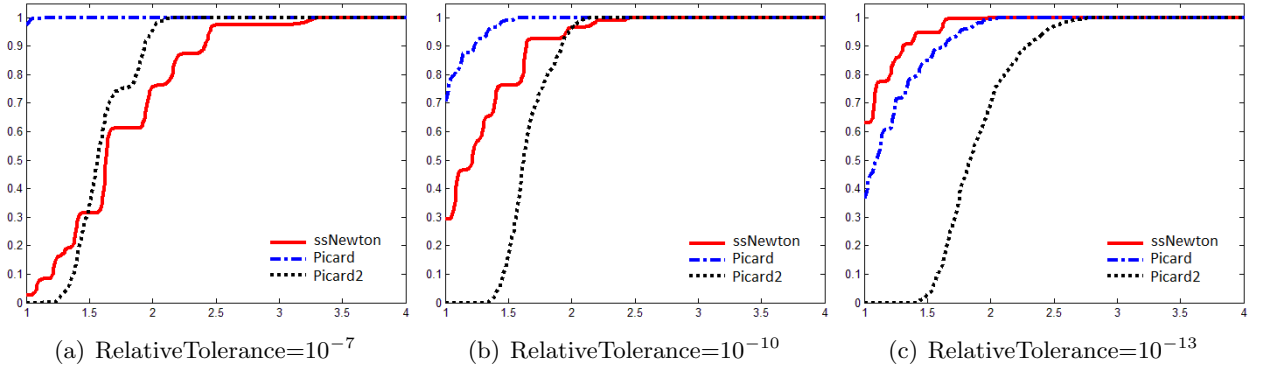 1
0.9
0.8
0.7
0.6
0.5
0.4
0.3
0.2
0.1
0
1 1.5 2 2.5 3 3.5 4
ssNewton
Picard
Picard2
(a) RelativeTolerance=10⁻⁷
1
0.9
0.8
0.7
0.6
0.5
0.4
0.3
0.2
0.1
0
1 1.5 2 2.5 3 3.5 4
ssNewton
Picard
Picard2
(b) RelativeTolerance=10⁻¹⁰
1
0.9
0.8
0.7
0.6
0.5
0.4
0.3
0.2
0.1
0
1 1.5 2 2.5 3 3.5 4
ssNewton
Picard
Picard2
(c) RelativeTolerance=10⁻¹³